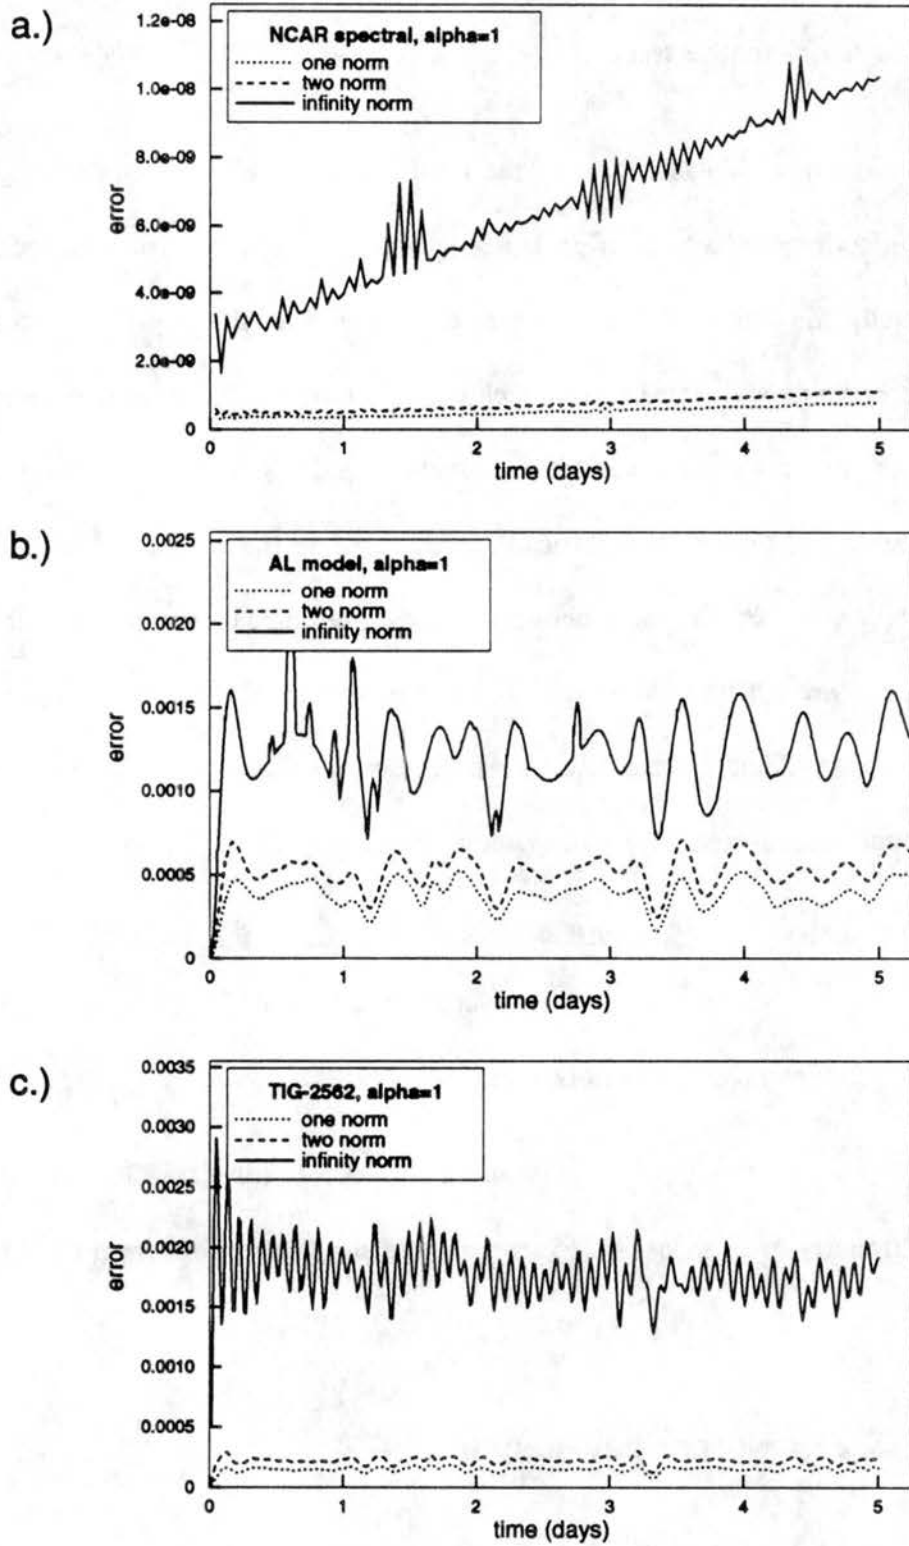 a.)
NCAR spectral, alpha=1
one norm
two norm
infinity norm
1.2e-08
1.0e-08
8.0e-09
6.0e-09
4.0e-09
2.0e-09
0
error
0 1 2 3 4 5
time (days)
b.)
AL model, alpha=1
one norm
two norm
infinity norm
0.0025
0.0020
0.0015
0.0010
0.0005
0
error
0 1 2 3 4 5
time (days)
c.)
TIG-2562, alpha=1
one norm
two norm
infinity norm
0.0035
0.0030
0.0025
0.0020
0.0015
0.0010
0.0005
0
error
0 1 2 3 4 5
time (days)